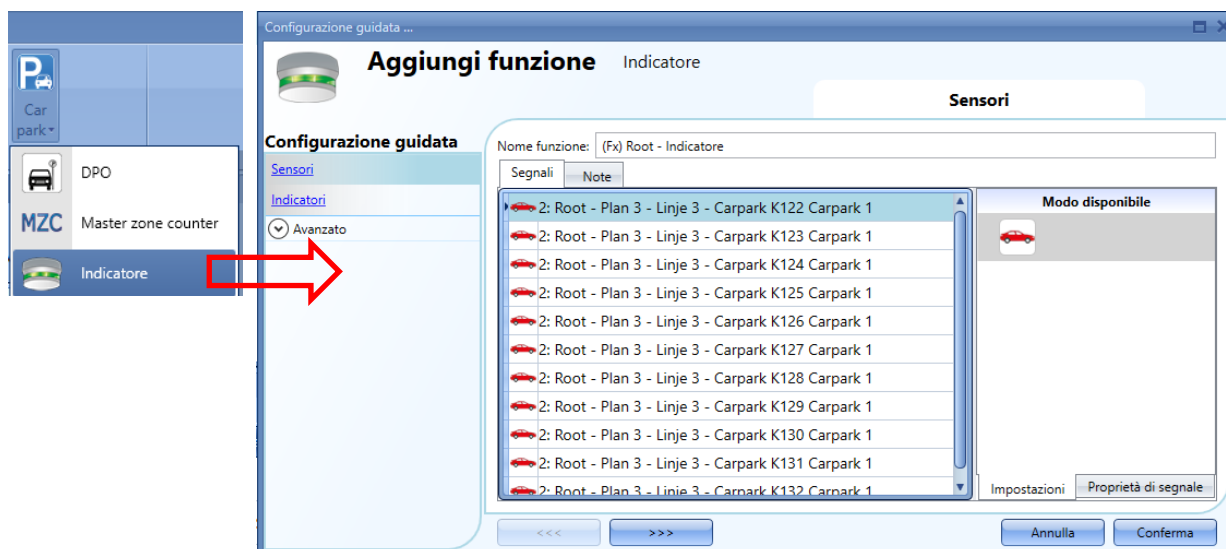 Car
park
DPO
MZC Master zone counter
Indicatore
Configurazione guidata ...
Aggiungi funzione Indicatore
Sensori
Configurazione guidata
Sensori
Indicatori
Avanzato
Nome funzione: (Fx) Root - Indicatore
Segnali Note
2: Root - Plan 3 - Linje 3 - Carpark K122 Carpark 1
2: Root - Plan 3 - Linje 3 - Carpark K123 Carpark 1
2: Root - Plan 3 - Linje 3 - Carpark K124 Carpark 1
2: Root - Plan 3 - Linje 3 - Carpark K125 Carpark 1
2: Root - Plan 3 - Linje 3 - Carpark K126 Carpark 1
2: Root - Plan 3 - Linje 3 - Carpark K127 Carpark 1
2: Root - Plan 3 - Linje 3 - Carpark K128 Carpark 1
2: Root - Plan 3 - Linje 3 - Carpark K129 Carpark 1
2: Root - Plan 3 - Linje 3 - Carpark K130 Carpark 1
2: Root - Plan 3 - Linje 3 - Carpark K131 Carpark 1
2: Root - Plan 3 - Linje 3 - Carpark K132 Carpark 1
Modo disponibile
Impostazioni Proprietà di segnale
<<< >>> Annulla Conferma